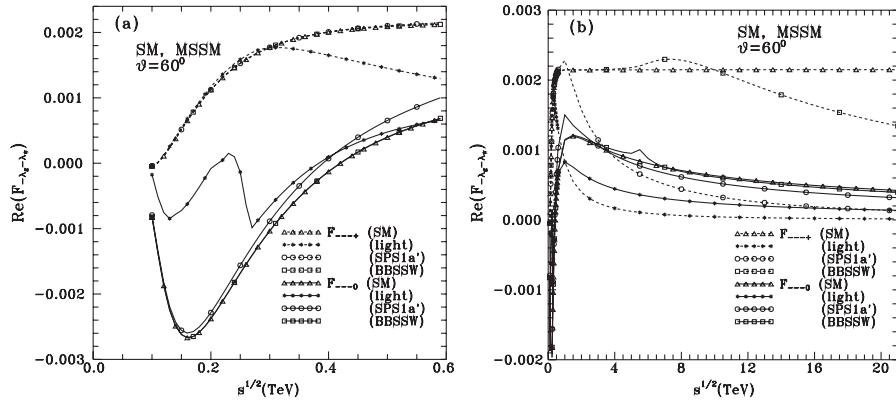 (a)
SM, MSSM
ϑ=60⁰
Re(F₋λg₋λw)
0.002
0.001
0.000
−0.001
−0.002
−0.003
F−−−+ (SM)
(light)
(SPS1a')
(BBSSW)
F−−−0 (SM)
(light)
(SPS1a')
(BBSSW)
0.0 0.2 0.4 0.6
s^1/2(TeV)
(b)
SM, MSSM
ϑ=60⁰
0.003
0.002
0.001
0.000
−0.001
−0.002
F−−−+ (SM)
(light)
(SPS1a')
(BBSSW)
F−−−0 (SM)
(light)
(SPS1a')
(BBSSW)
0 4 8 12 16 20
s^1/2(TeV)